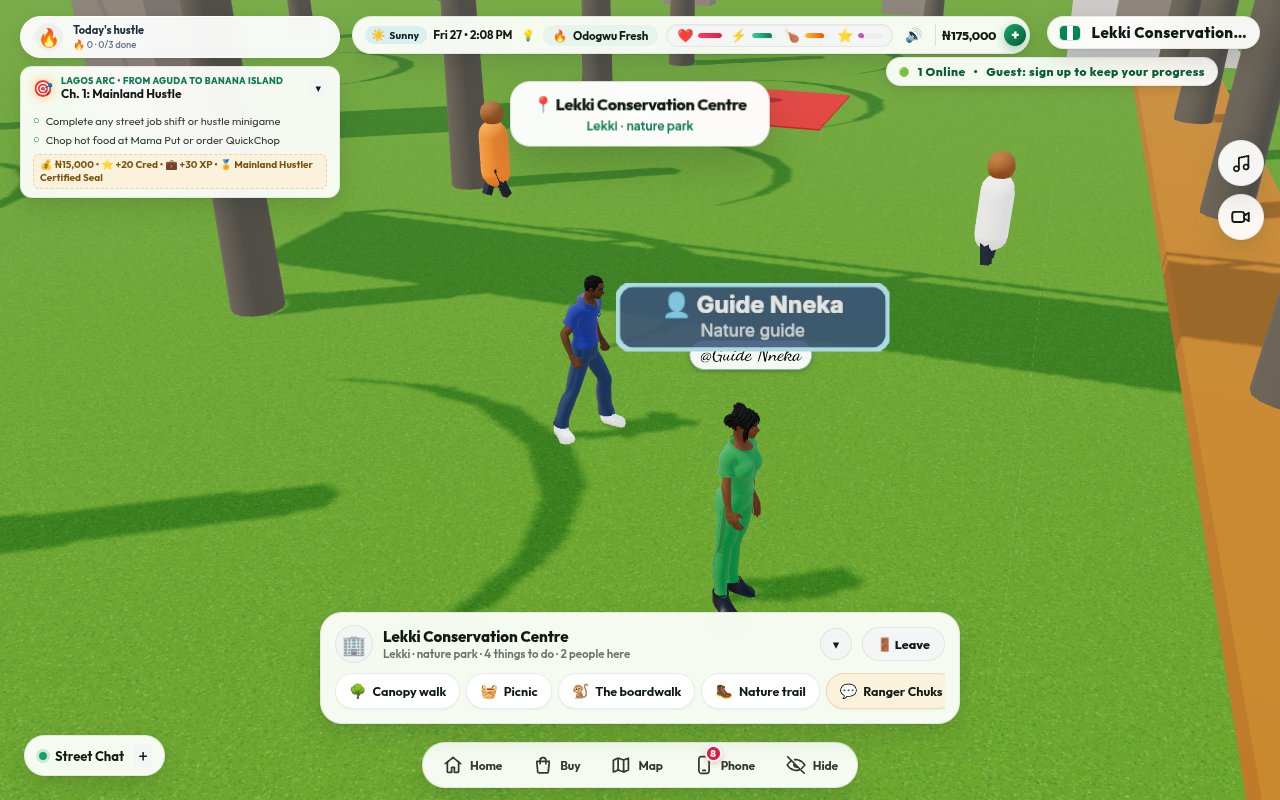 Today's hustle
0 · 0/3 done
Sunny
Fri 27 • 2:08 PM
Odogwu Fresh
₦175,000
+
Lekki Conservation...
1 Online • Guest: sign up to keep your progress
LAGOS ARC • FROM AGUDA TO BANANA ISLAND
Ch. 1: Mainland Hustle
Complete any street job shift or hustle minigame
Chop hot food at Mama Put or order QuickChop
₦15,000 • +20 Cred • +30 XP • Mainland Hustler
Certified Seal
Lekki Conservation Centre
Lekki · nature park
Guide Nneka
Nature guide
@Guide Nneka
Lekki Conservation Centre
Lekki · nature park · 4 things to do · 2 people here
Leave
Canopy walk
Picnic
The boardwalk
Nature trail
Ranger Chuks
Street Chat +
Home
Buy
Map
8
Phone
Hide